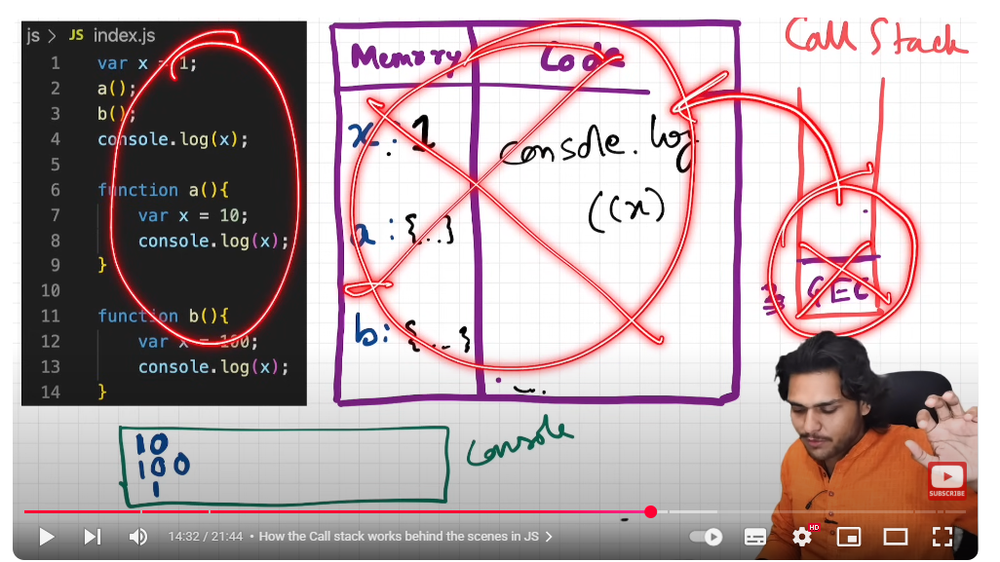 js > JS index.js
1 var x = 1;
2 a();
3 b();
4 console.log(x);
5
6 function a(){
7 var x = 10;
8 console.log(x);
9 }
10
11 function b(){
12 var x = 100;
13 console.log(x);
14 }
Memory Code
x: 1
console.log
((x)
a: {...}
b: {...}
Call Stack
GEC
10
100
1
Console
SUBSCRIBE
14:32 / 21:44 • How the Call stack works behind the scenes in JS >
HD